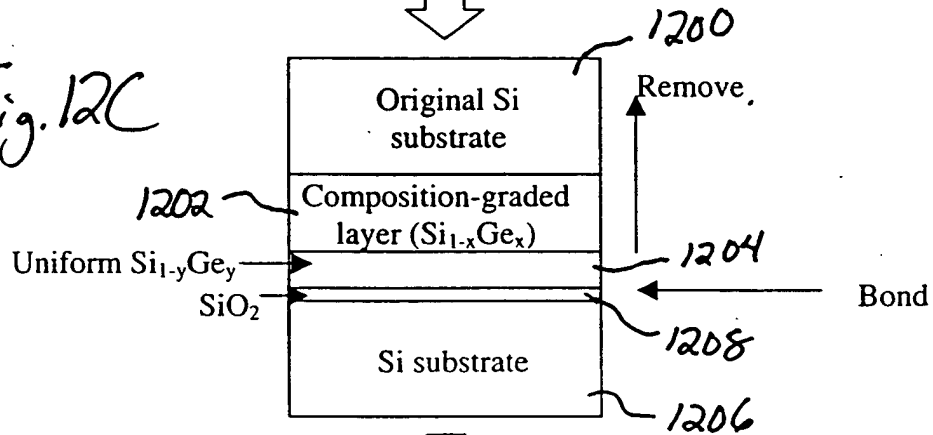 1200
Original Si
substrate
Remove
Fig. 12C
1202
Composition-graded
layer (Si₁₋ₓGeₓ)
Uniform Si₁₋ᵧGeᵧ
1204
SiO₂
Bond
1208
Si substrate
1206